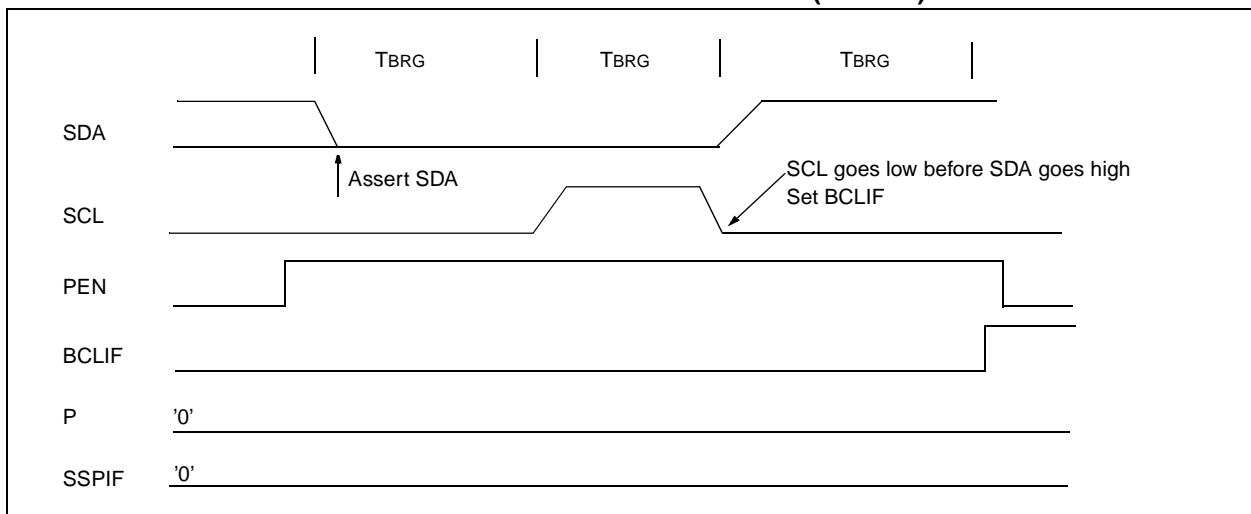 TBRG TBRG TBRG
SDA
Assert SDA
SCL goes low before SDA goes high
Set BCLIF
SCL
PEN
BCLIF
P '0'
SSPIF '0'